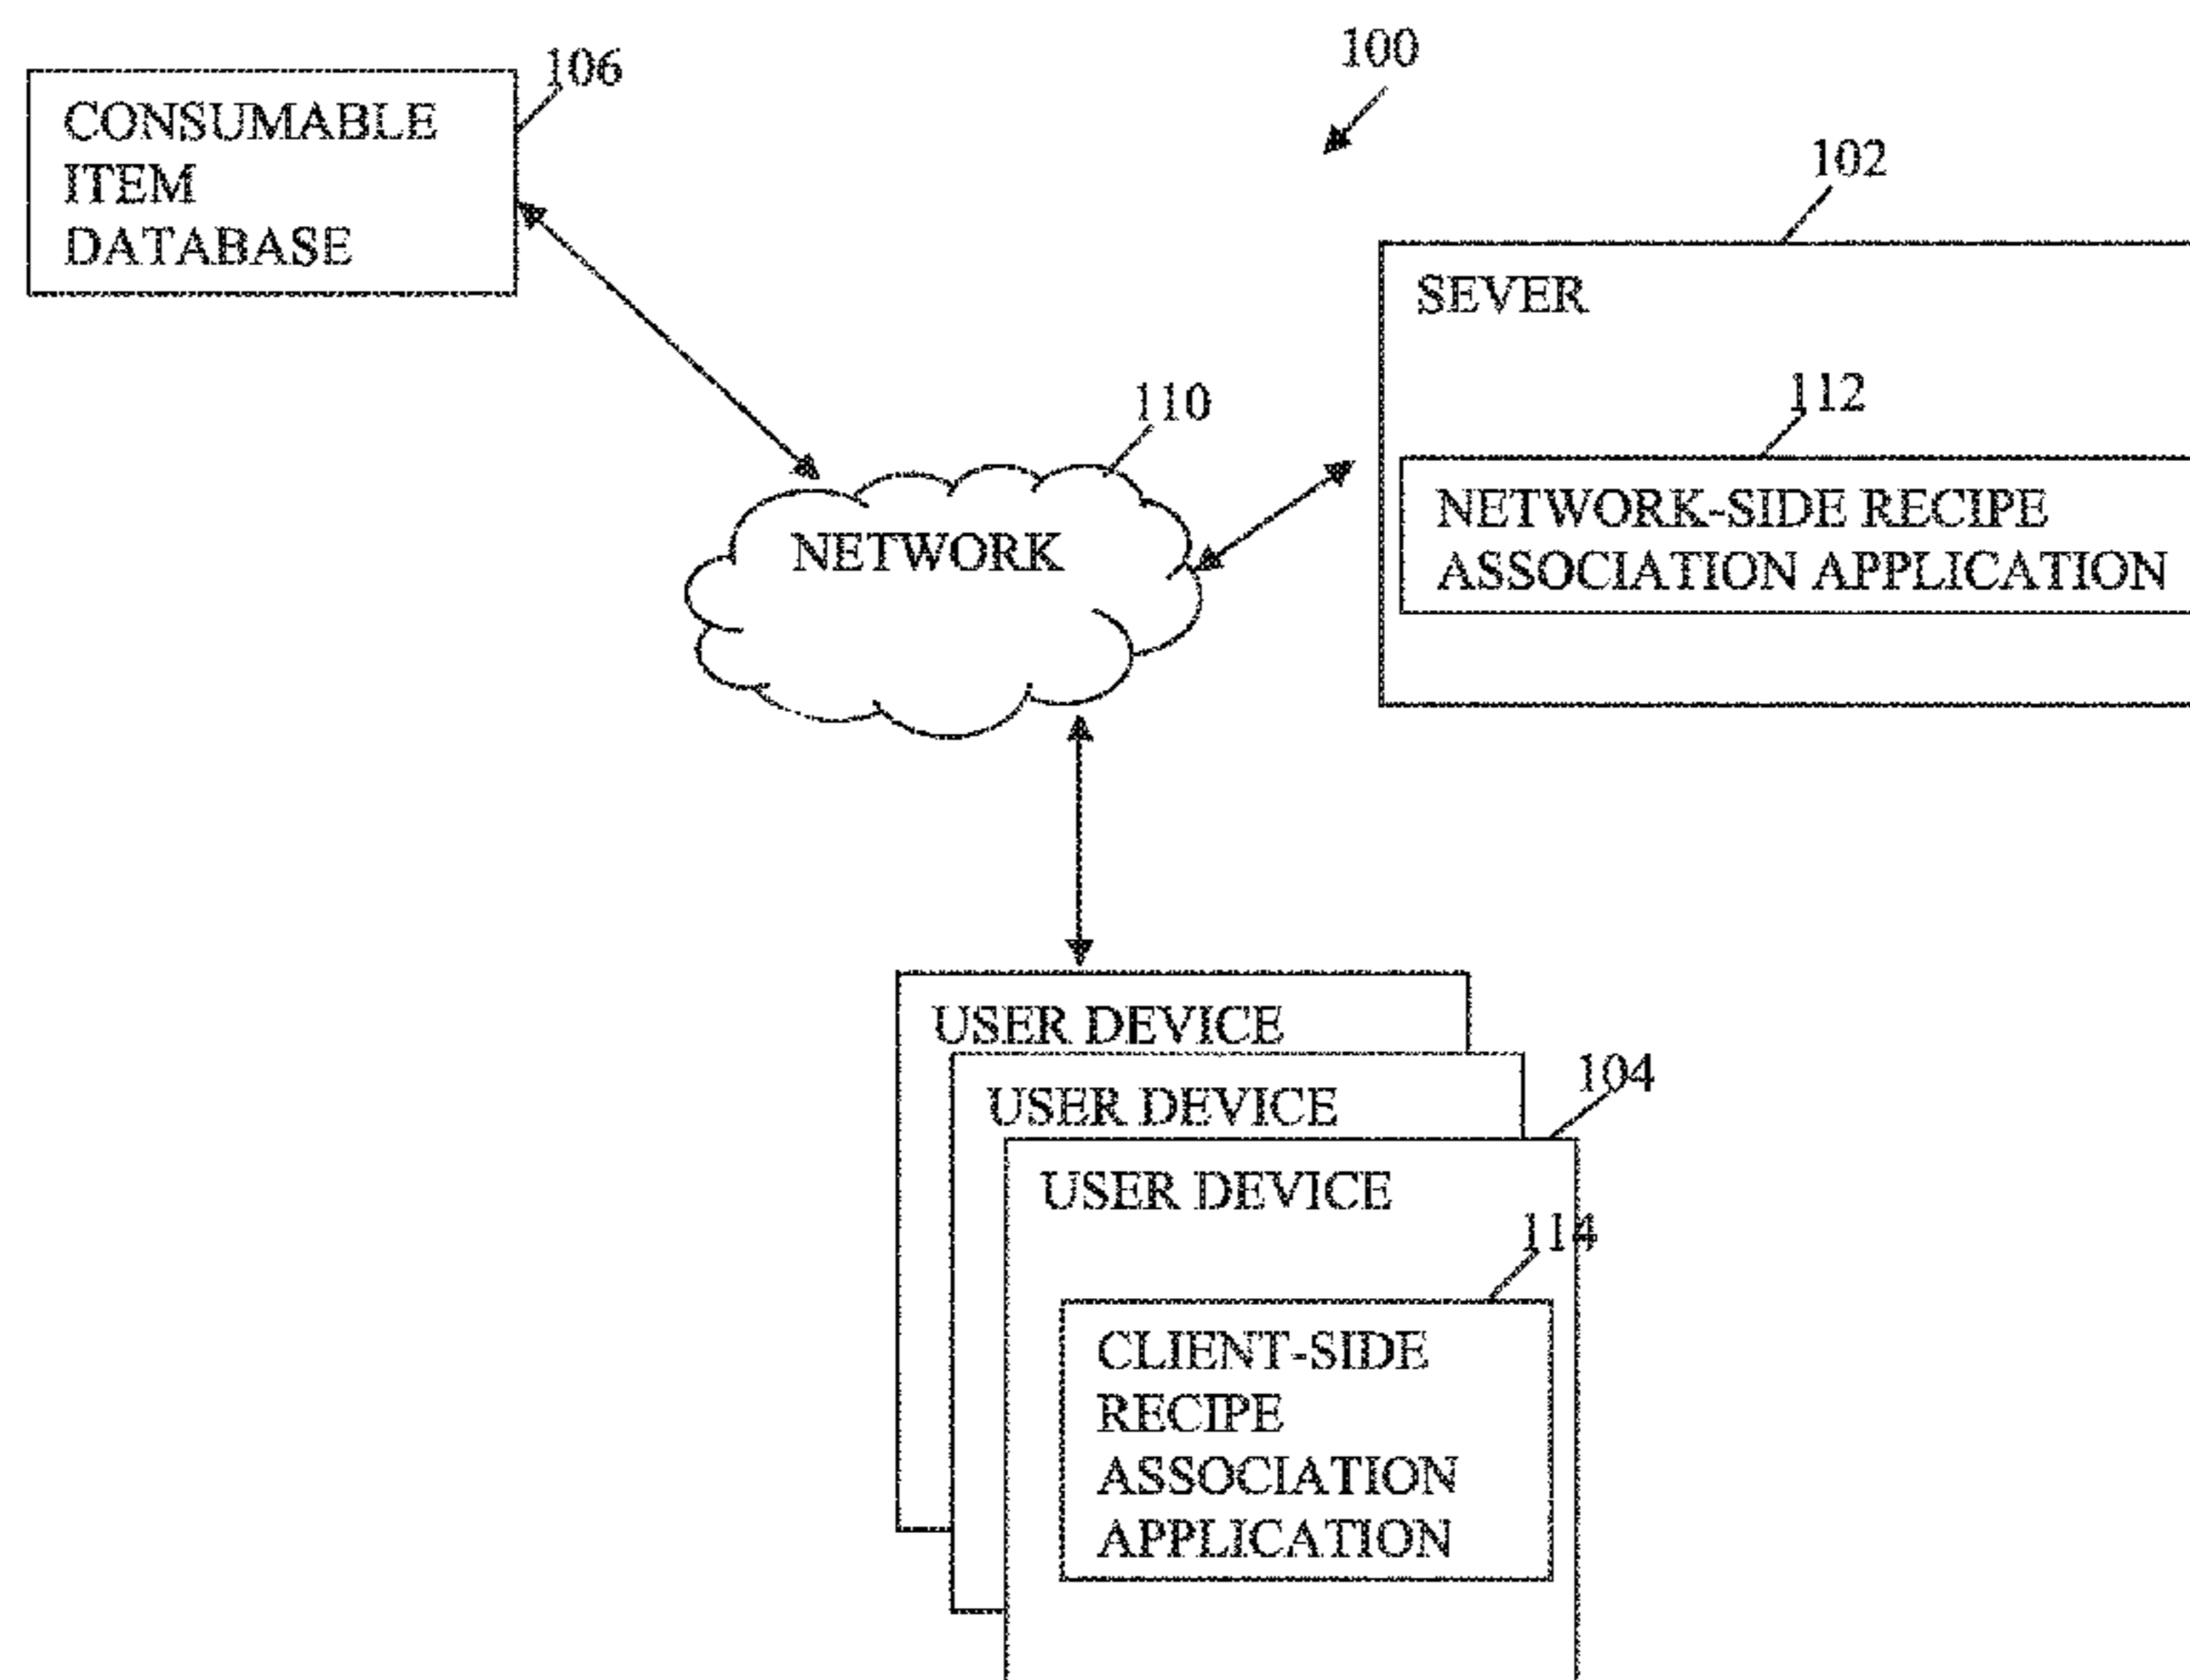 100
106
CONSUMABLE
ITEM
DATABASE
102
SEVER
112
NETWORK-SIDE RECIPE
ASSOCIATION APPLICATION
110
NETWORK
USER DEVICE
USER DEVICE
104
USER DEVICE
114
CLIENT-SIDE
RECIPE
ASSOCIATION
APPLICATION